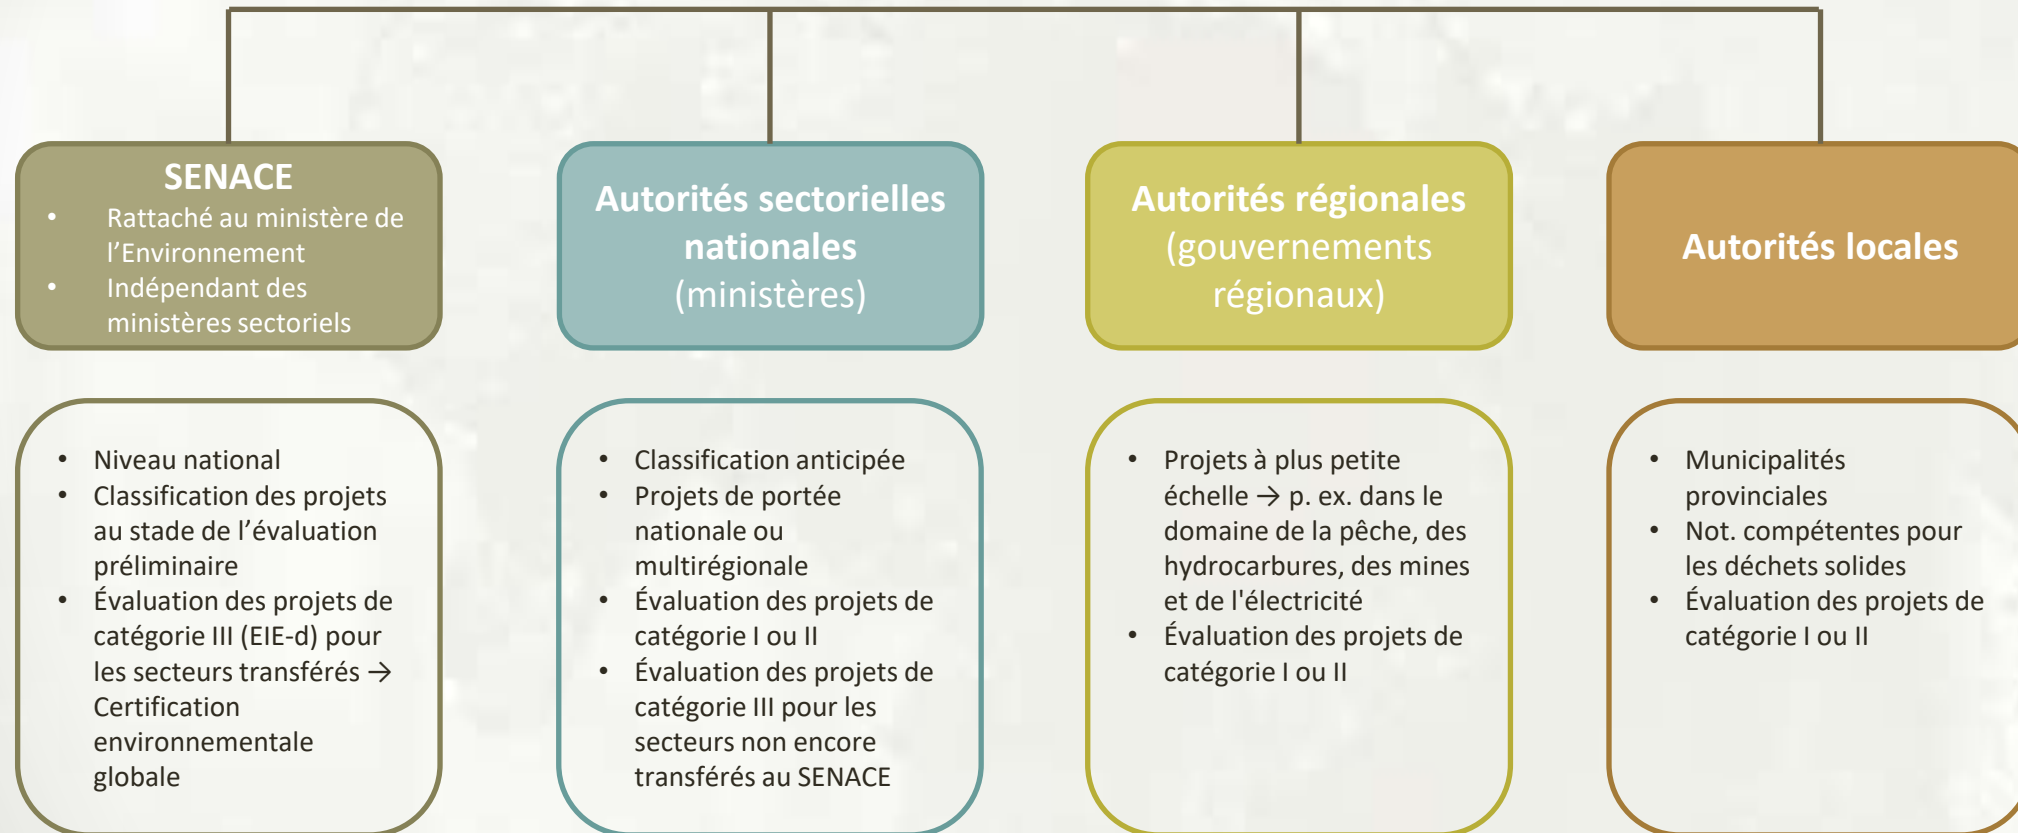 SENACE
• Rattaché au ministère de
l’Environnement
• Indépendant des
ministères sectoriels
Autorités sectorielles
nationales
(ministères)
Autorités régionales
(gouvernements
régionaux)
Autorités locales
• Niveau national
• Classification des projets
au stade de l’évaluation
préliminaire
• Évaluation des projets de
catégorie III (EIE-d) pour
les secteurs transférés →
Certification
environnementale
globale
• Classification anticipée
• Projets de portée
nationale ou
multirégionale
• Évaluation des projets de
catégorie I ou II
• Évaluation des projets de
catégorie III pour les
secteurs non encore
transférés au SENACE
• Projets à plus petite
échelle → p. ex. dans le
domaine de la pêche, des
hydrocarbures, des mines
et de l'électricité
• Évaluation des projets de
catégorie I ou II
• Municipalités
provinciales
• Not. compétentes pour
les déchets solides
• Évaluation des projets de
catégorie I ou II